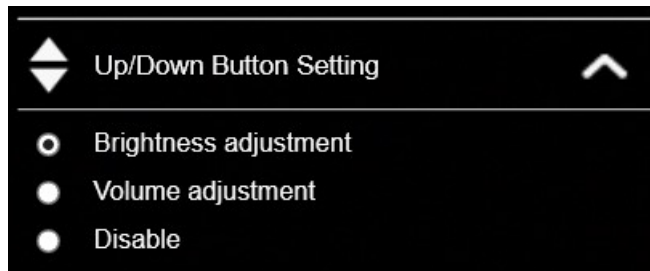 Up/Down Button Setting
Brightness adjustment
Volume adjustment
Disable